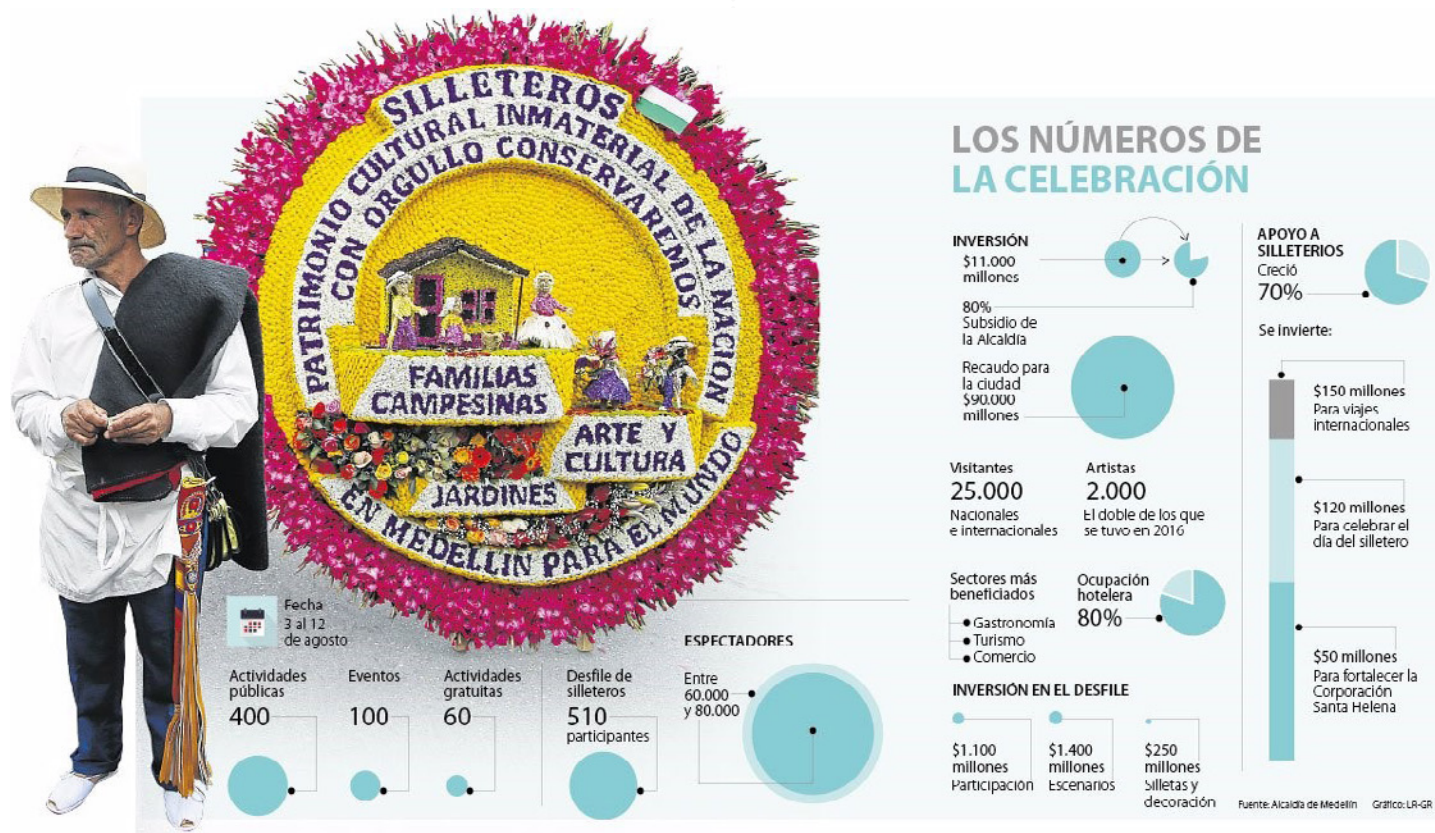 SILLETEROS
PATRIMONIO CULTURAL INMATERIAL DE LA NACION
CON ORGULLO CONSERVAREMOS
FAMILIAS
CAMPESINAS
ARTE Y
CULTURA
JARDINES
EN MEDELLIN PARA EL MUNDO
Fecha
3 al 12
de agosto
Actividades
públicas
400
Eventos
100
Actividades
gratuitas
60
Desfile de
silleteros
510
participantes
ESPECTADORES
Entre
60.000
y 80.000
LOS NÚMEROS DE
LA CELEBRACIÓN
INVERSIÓN
$11.000
millones
80%
Subsidio de
la Alcaldía
Recaudo para
la ciudad
$90.000
millones
Visitantes
25.000
Nacionales
e internacionales
Artistas
2.000
El doble de los que
se tuvo en 2016
Sectores más
beneficiados
Gastronomía
Turismo
Comercio
Ocupación
hotelera
80%
INVERSIÓN EN EL DESFILE
$1.100
millones
Participación
$1.400
millones
Escenarios
$250
millones
Silletas y
decoración
APOYO A
SILLETERIOS
Creció
70%
Se invierte:
$150 millones
Para viajes
internacionales
$120 millones
Para celebrar el
día del silletero
$50 millones
Para fortalecer la
Corporación
Santa Helena
Fuente: Alcaldía de Medellín Gráfico: LR-GR